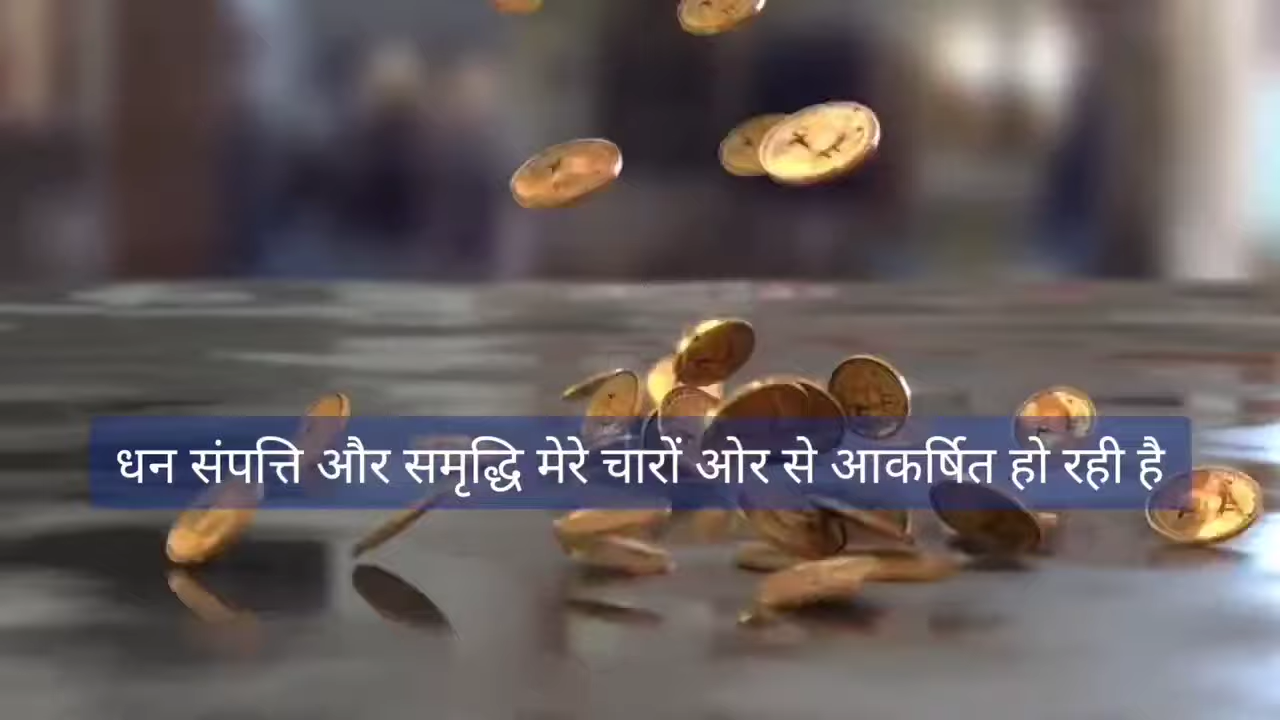 धन संपत्ति और समृद्धि मेरे चारों ओर से आकर्षित हो रही है